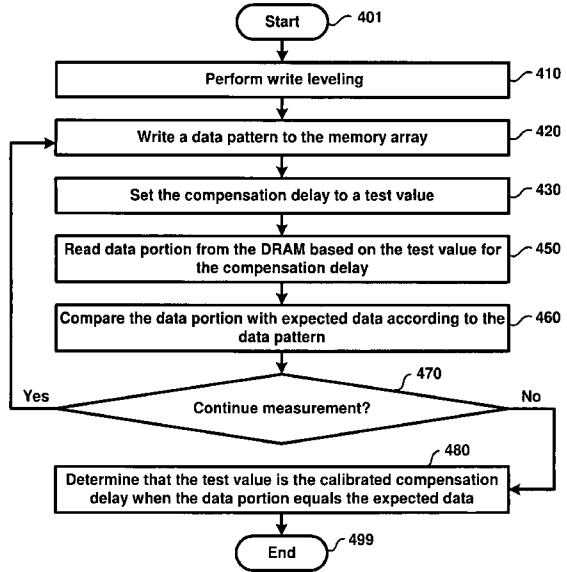 Start
401
Perform write leveling
410
Write a data pattern to the memory array
420
Set the compensation delay to a test value
430
Read data portion from the DRAM based on the test value for
the compensation delay
450
Compare the data portion with expected data according to the
data pattern
460
470
Yes
Continue measurement?
No
480
Determine that the test value is the calibrated compensation
delay when the data portion equals the expected data
End
499